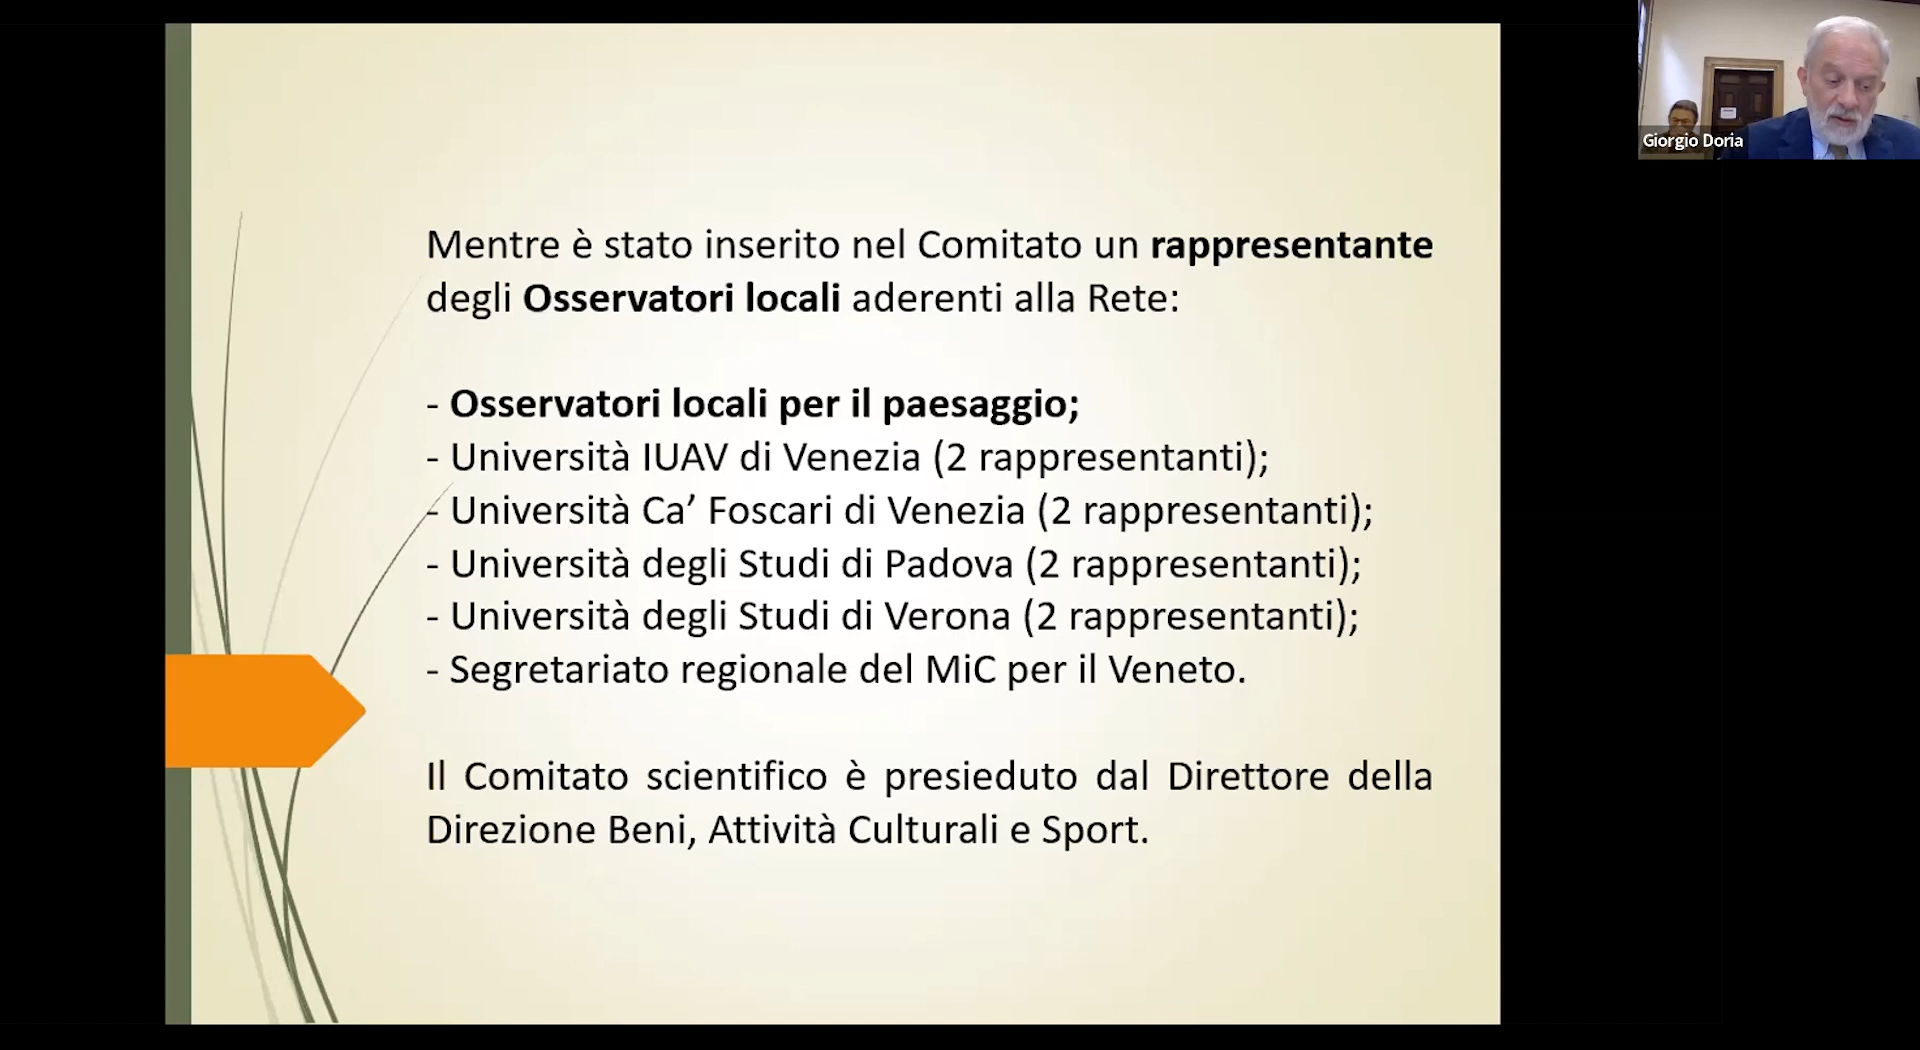 Mentre è stato inserito nel Comitato un rappresentante
degli Osservatori locali aderenti alla Rete:
- Osservatori locali per il paesaggio;
- Università IUAV di Venezia (2 rappresentanti);
- Università Ca’ Foscari di Venezia (2 rappresentanti);
- Università degli Studi di Padova (2 rappresentanti);
- Università degli Studi di Verona (2 rappresentanti);
- Segretariato regionale del MiC per il Veneto.
Il Comitato scientifico è presieduto dal Direttore della
Direzione Beni, Attività Culturali e Sport.
Giorgio Doria